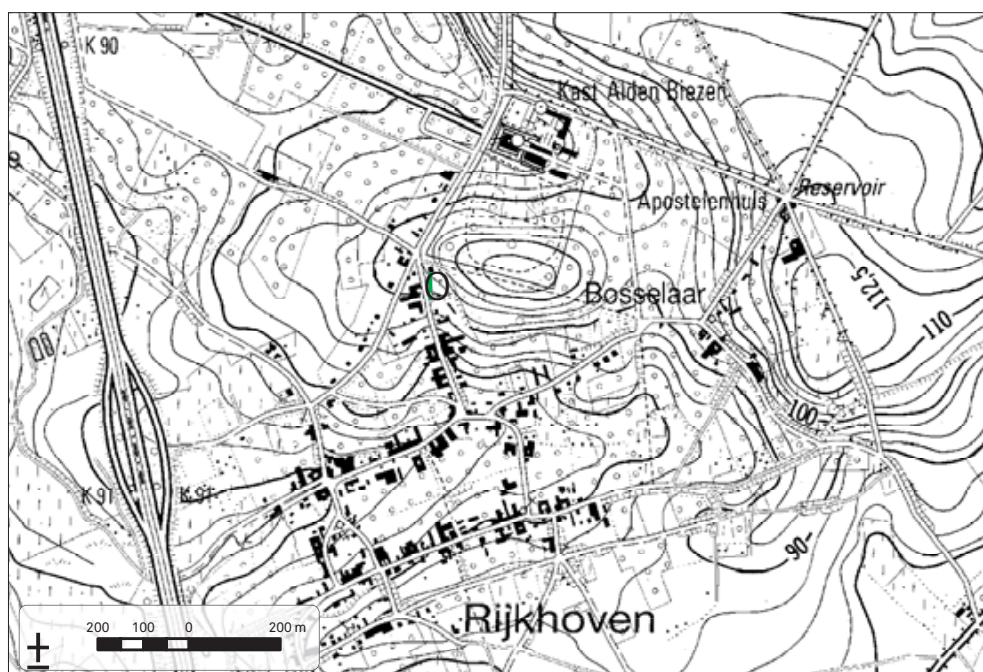 K 90
Kast Alden Biezen
Reservoir
Apostelenhuis
Bosselaar
112,5
110
100
K 91
K 91
90
Rijkhoven
200 100 0 200 m